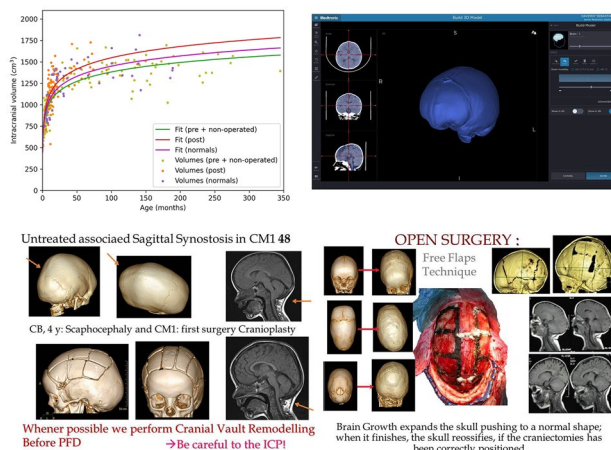 2000
1750
1500
1250
1000
750
500
250
0
Intracranial volume (cm³)
Fit (pre + non-operated)
Fit (post)
Fit (normals)
Volumes (pre + non-operated)
Volumes (post)
Volumes (normals)
0 50 100 150 200 250 300 350
Age (months)
Medtronic
Build 3D Model
S
R
L
I
Untreated associaed Sagittal Synostosis in CM1 48
CB, 4 y: Scaphocephaly and CM1: first surgery Cranioplasty
Whener possible we perform Cranial Vault Remodelling
Before PFD
→Be careful to the ICP!
OPEN SURGERY :
Free Flaps
Technique
Brain Growth expands the skull pushing to a normal shape;
when it finishes, the skull reossifies, if the craniectomies has
been correctly positioned